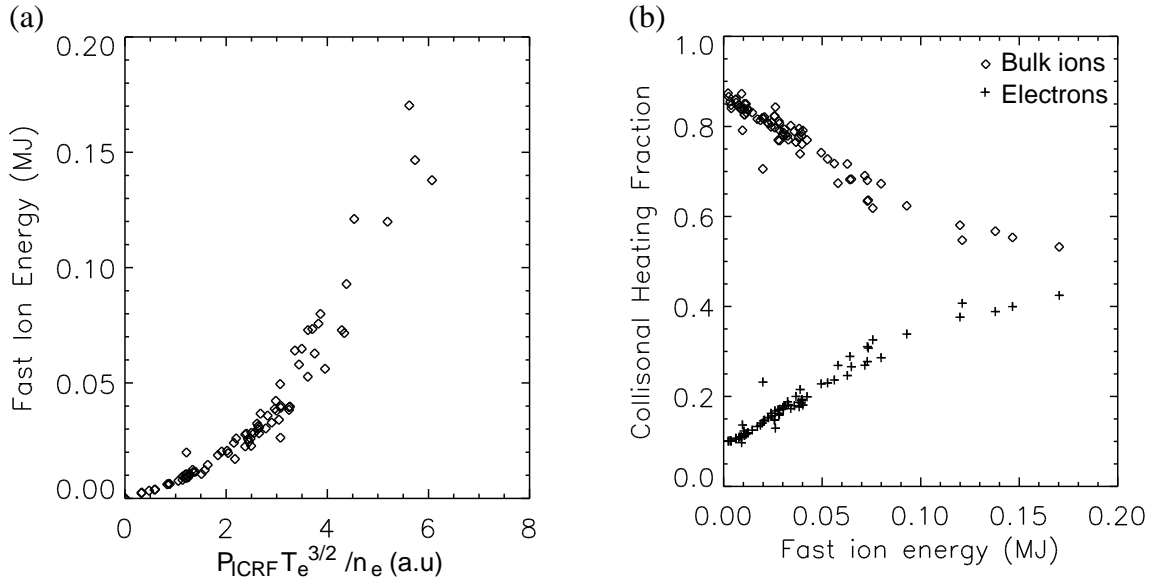 (a)
0.20
0.15
0.10
0.05
0.00
Fast Ion Energy (MJ)
0 2 4 6 8
P_ICRF T_e^3/2 /n_e (a.u)
(b)
1.0
0.8
0.6
0.4
0.2
0.0
Collisonal Heating Fraction
Bulk ions
Electrons
0.00 0.05 0.10 0.15 0.20
Fast ion energy (MJ)